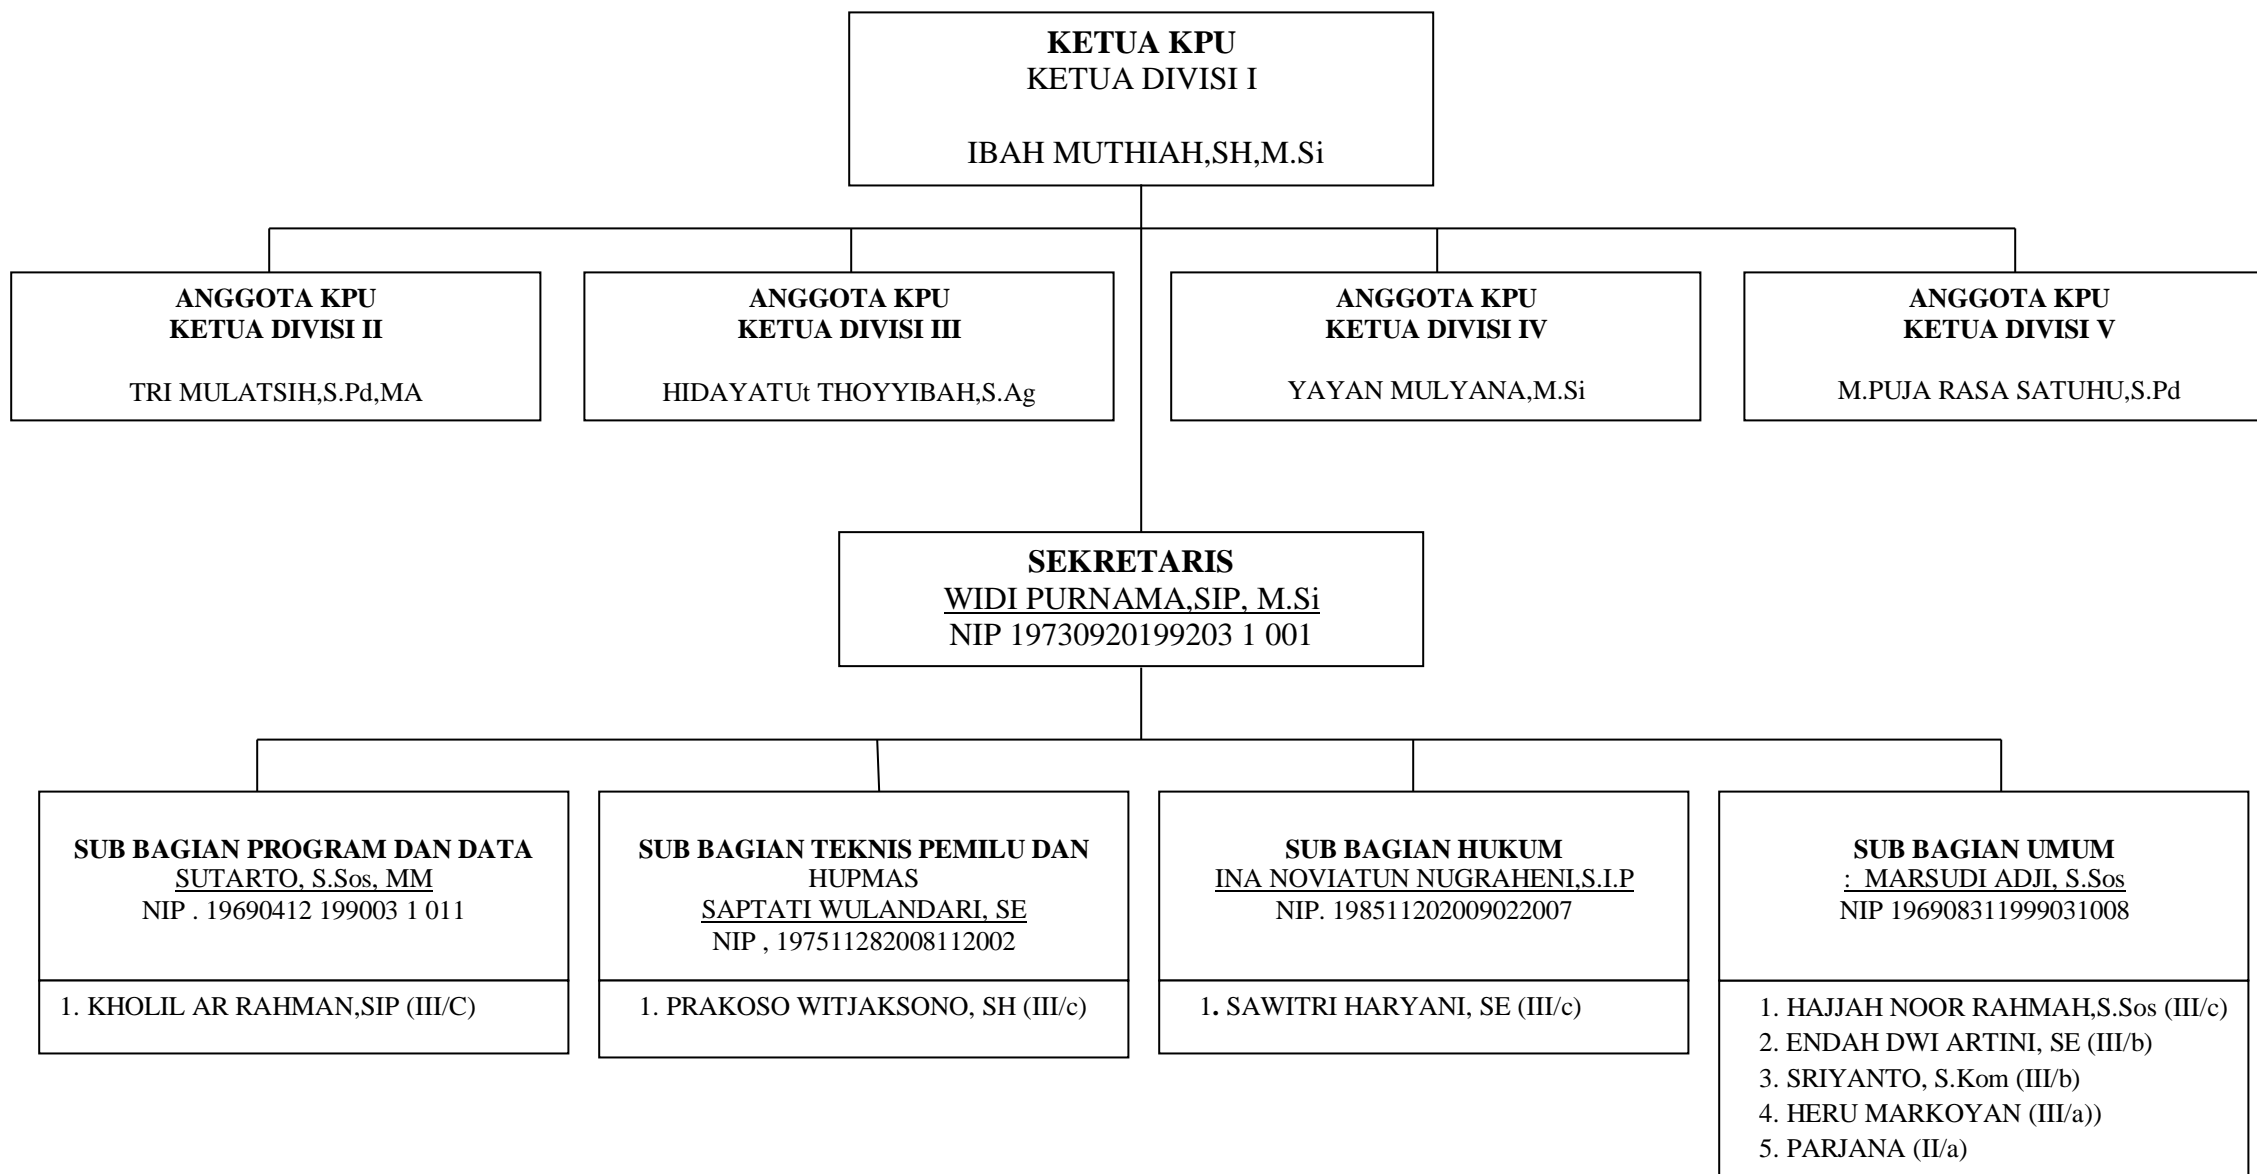 KETUA KPU
KETUA DIVISI I
IBAH MUTHIAH,SH,M.Si
ANGGOTA KPU
KETUA DIVISI II
TRI MULATSIH,S.Pd,MA
ANGGOTA KPU
KETUA DIVISI III
HIDAYATUt THOYYIBAH,S.Ag
ANGGOTA KPU
KETUA DIVISI IV
YAYAN MULYANA,M.Si
ANGGOTA KPU
KETUA DIVISI V
M.PUJA RASA SATUHU,S.Pd
SEKRETARIS
WIDI PURNAMA,SIP, M.Si
NIP 19730920199203 1 001
SUB BAGIAN PROGRAM DAN DATA
SUTARTO, S.Sos, MM
NIP . 19690412 199003 1 011
1. KHOLIL AR RAHMAN,SIP (III/C)
SUB BAGIAN TEKNIS PEMILU DAN
HUPMAS
SAPTATI WULANDARI, SE
NIP , 197511282008112002
1. PRAKOSO WITJAKSONO, SH (III/c)
SUB BAGIAN HUKUM
INA NOVIATUN NUGRAHENI,S.I.P
NIP. 198511202009022007
1. SAWITRI HARYANI, SE (III/c)
SUB BAGIAN UMUM
: MARSUDI ADJI, S.Sos
NIP 196908311999031008
1. HAJJAH NOOR RAHMAH,S.Sos (III/c)
2. ENDAH DWI ARTINI, SE (III/b)
3. SRIYANTO, S.Kom (III/b)
4. HERU MARKOYAN (III/a))
5. PARJANA (II/a)